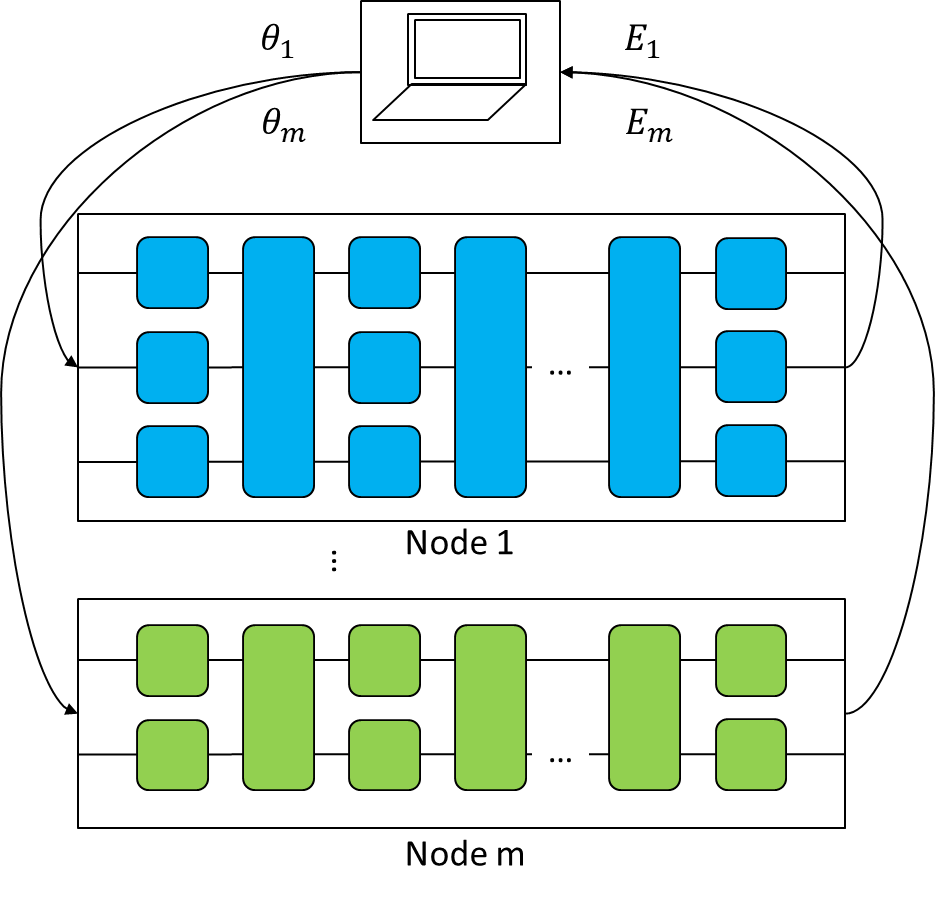 θ₁
E₁
θₘ
Eₘ
...
Node 1
⋮
...
Node m